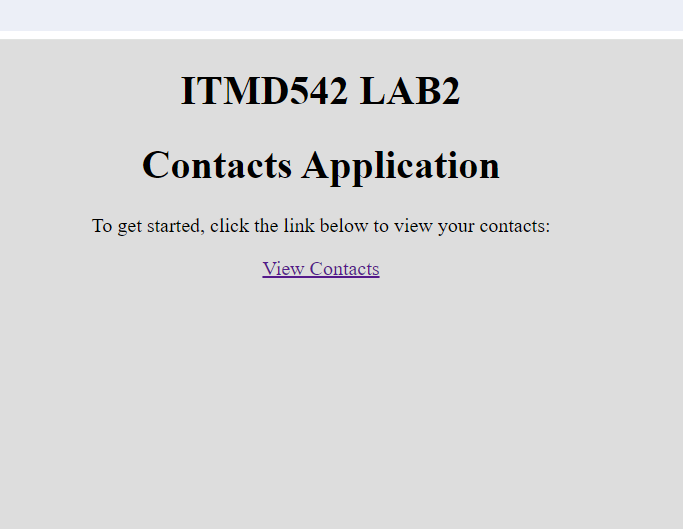 ITMD542 LAB2
Contacts Application
To get started, click the link below to view your contacts:
View Contacts